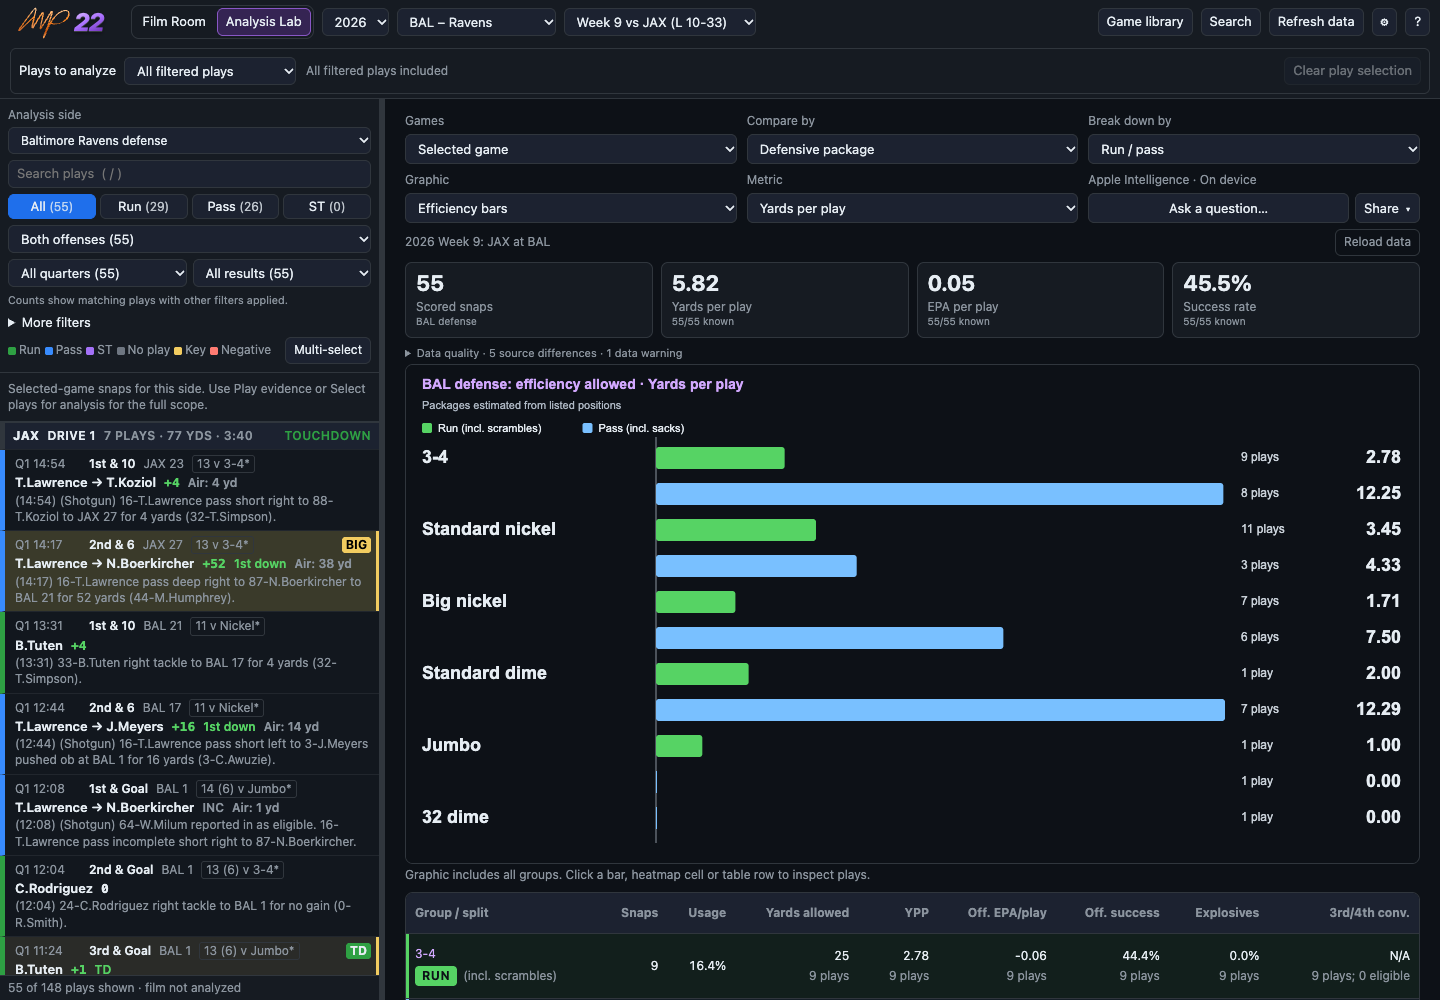 AMP 22 Film Room Analysis Lab 2026 BAL – Ravens Week 9 vs JAX (L 10-33) Game library Search Refresh data ?
Plays to analyze All filtered plays All filtered plays included Clear play selection
Analysis side
Baltimore Ravens defense
Search plays ( / )
All (55) Run (29) Pass (26) ST (0)
Both offenses (55)
All quarters (55) All results (55)
Counts show matching plays with other filters applied.
More filters
Run Pass ST No play Key Negative Multi-select
Selected-game snaps for this side. Use Play evidence or Select
plays for analysis for the full scope.
JAX DRIVE 1 7 PLAYS · 77 YDS · 3:40 TOUCHDOWN
Q1 14:54 1st & 10 JAX 23 13 v 3-4*
T.Lawrence → T.Koziol +4 Air: 4 yd
(14:54) (Shotgun) 16-T.Lawrence pass short right to 88-
T.Koziol to JAX 27 for 4 yards (32-T.Simpson).
Q1 14:17 2nd & 6 JAX 27 13 v 3-4* BIG
T.Lawrence → N.Boerkircher +52 1st down Air: 38 yd
(14:17) 16-T.Lawrence pass deep right to 87-N.Boerkircher to
BAL 21 for 52 yards (44-M.Humphrey).
Q1 13:31 1st & 10 BAL 21 11 v Nickel*
B.Tuten +4
(13:31) 33-B.Tuten right tackle to BAL 17 for 4 yards (32-
T.Simpson).
Q1 12:44 2nd & 6 BAL 17 11 v Nickel*
T.Lawrence → J.Meyers +16 1st down Air: 14 yd
(12:44) (Shotgun) 16-T.Lawrence pass short left to 3-J.Meyers
pushed ob at BAL 1 for 16 yards (3-C.Awuzie).
Q1 12:08 1st & Goal BAL 1 14 (6) v Jumbo*
T.Lawrence → N.Boerkircher INC Air: 1 yd
(12:08) (Shotgun) 64-W.Milum reported in as eligible. 16-
T.Lawrence pass incomplete short right to 87-N.Boerkircher.
Q1 12:04 2nd & Goal BAL 1 13 (6) v 3-4*
C.Rodriguez 0
(12:04) 24-C.Rodriguez right tackle to BAL 1 for no gain (0-
R.Smith).
Q1 11:24 3rd & Goal BAL 1 13 (6) v Jumbo* TD
B.Tuten +1 TD
55 of 148 plays shown · film not analyzed
Games Compare by Break down by
Selected game Defensive package Run / pass
Graphic Metric Apple Intelligence · On device
Efficiency bars Yards per play Ask a question... Share
2026 Week 9: JAX at BAL Reload data
55 5.82 0.05 45.5%
Scored snaps Yards per play EPA per play Success rate
BAL defense 55/55 known 55/55 known 55/55 known
Data quality · 5 source differences · 1 data warning
BAL defense: efficiency allowed · Yards per play
Packages estimated from listed positions
Run (incl. scrambles) Pass (incl. sacks)
3-4 9 plays 2.78
8 plays 12.25
Standard nickel 11 plays 3.45
3 plays 4.33
Big nickel 7 plays 1.71
6 plays 7.50
Standard dime 1 play 2.00
7 plays 12.29
Jumbo 1 play 1.00
1 play 0.00
32 dime 1 play 0.00
Graphic includes all groups. Click a bar, heatmap cell or table row to inspect plays.
Group / split Snaps Usage Yards allowed YPP Off. EPA/play Off. success Explosives 3rd/4th conv.
3-4 25 2.78 -0.06 44.4% 0.0% N/A
RUN (incl. scrambles) 9 16.4% 9 plays 9 plays 9 plays 9 plays 9 plays 9 plays; 0 eligible